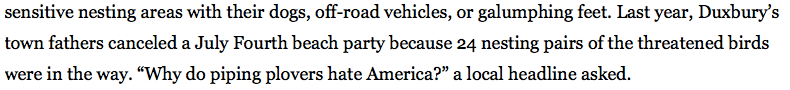 sensitive nesting areas with their dogs, off-road vehicles, or galumphing feet. Last year, Duxbury’s
town fathers canceled a July Fourth beach party because 24 nesting pairs of the threatened birds
were in the way. “Why do piping plovers hate America?” a local headline asked.